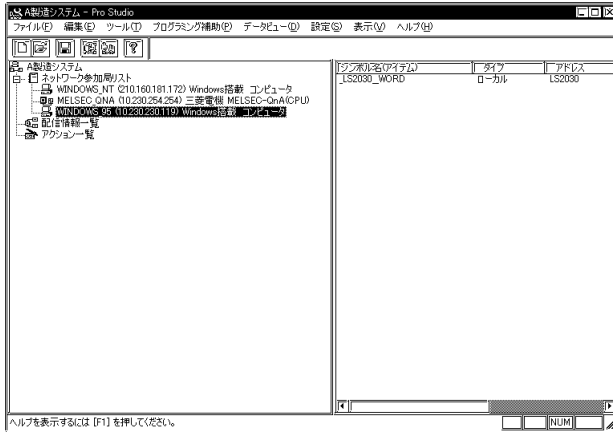 A製造システム - Pro Studio
ファイル(F) 編集(E) ツール(T) プログラミング補助(P) データビュー(D) 設定(S) 表示(V) ヘルプ(H)
A製造システム
ネットワーク参加局リスト
WINDOWS_NT (210.160.181.172) Windows搭載 コンピュータ
MELSEC_QNA (10.230.254.254) 三菱電機 MELSEC-QnA(CPU)
WINDOWS_95 (10.230.230.119) Windows搭載 コンピュータ
配信情報一覧
アクション一覧
シンボル名(アイテム) タイプ アドレス
_LS2030_WORD ローカル LS2030
ヘルプを表示するには [F1] を押してください。
NUM